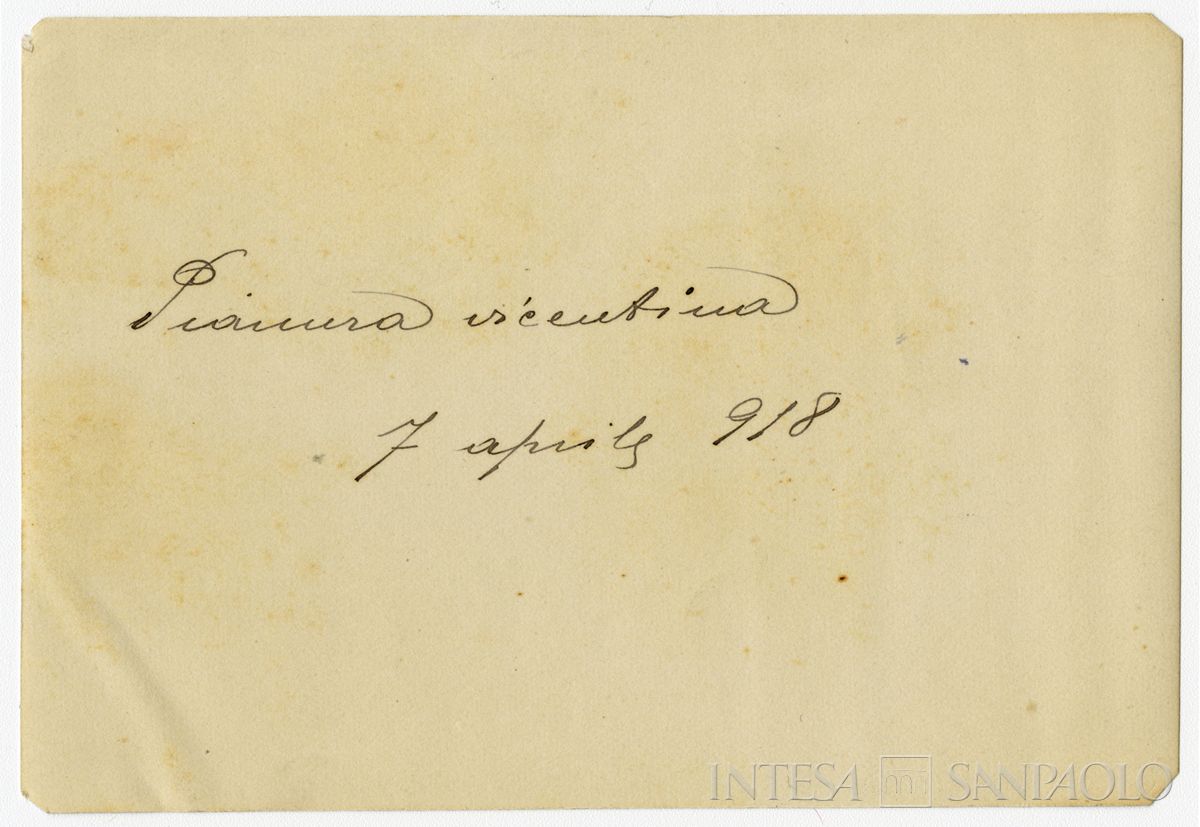 Pianura vicentina
7 aprile 918
INTESA SANPAOLO